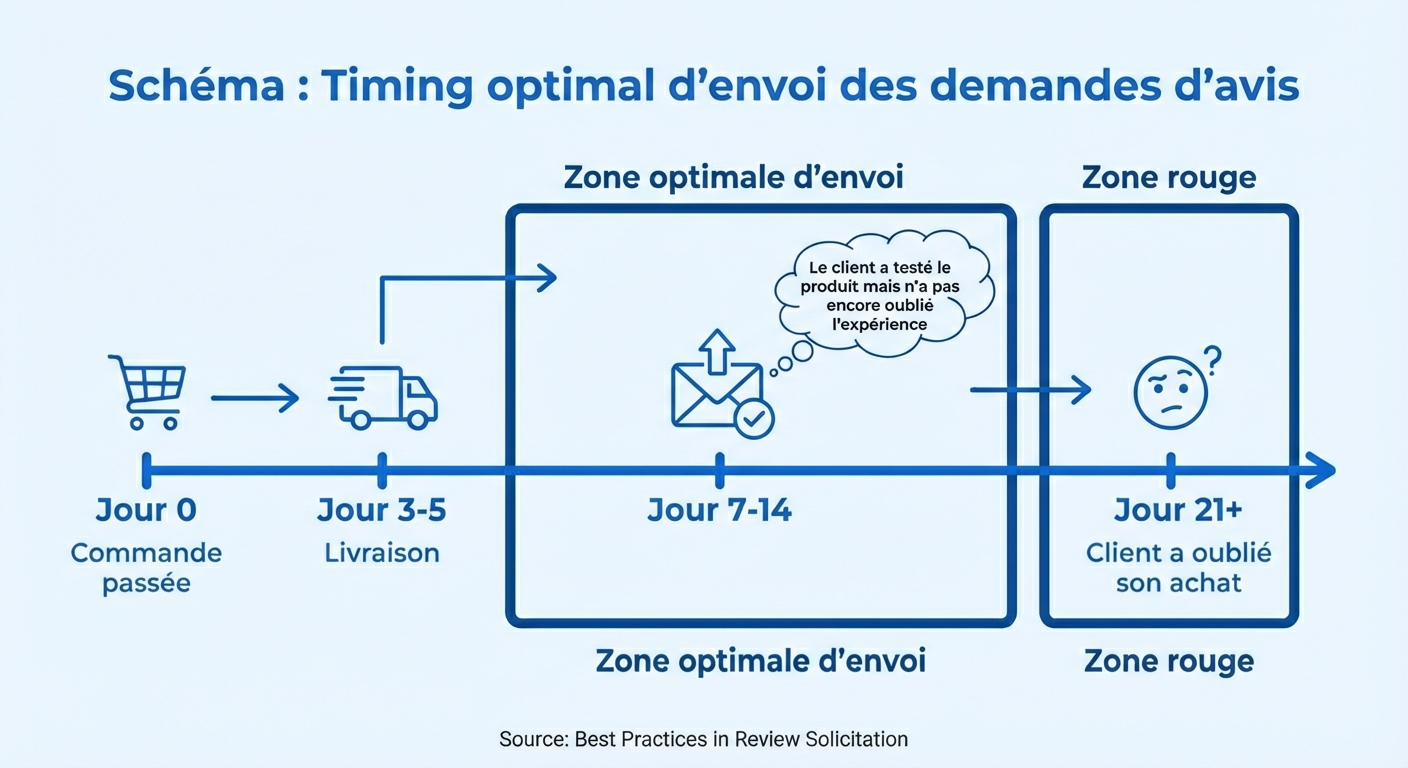 Schéma : Timing optimal d'envoi des demandes d'avis
Zone optimale d'envoi
Zone rouge
Le client a testé le
produit mais n'a pas
encore oublié
l'expérience
?
Jour 0
Commande
passée
Jour 3-5
Livraison
Jour 7-14
Jour 21+
Client a oublié
son achat
Zone optimale d'envoi
Zone rouge
Source: Best Practices in Review Solicitation